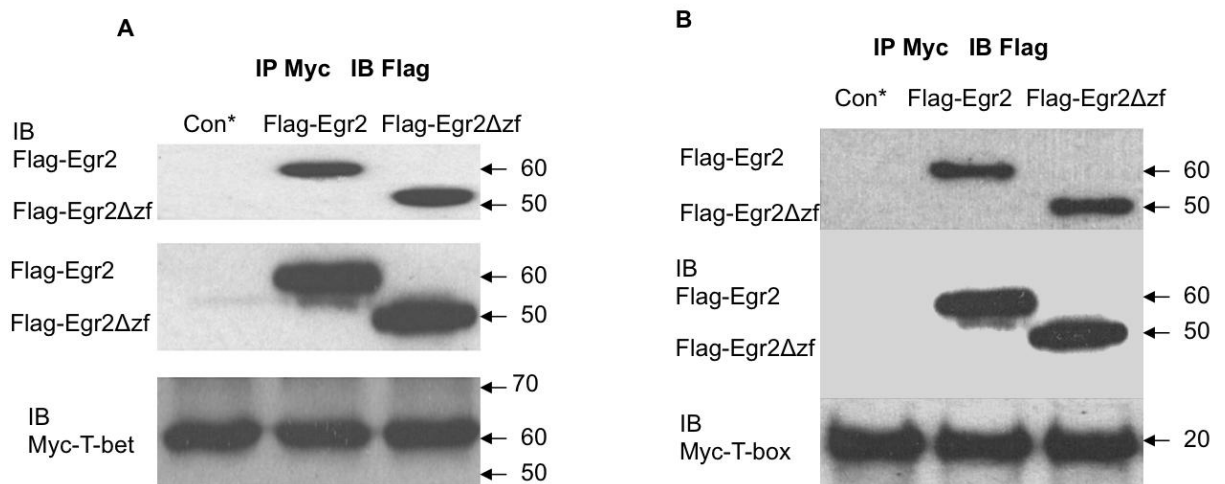 A
IP Myc IB Flag
Con* Flag-Egr2 Flag-Egr2Δzf
IB
Flag-Egr2
60
Flag-Egr2Δzf
50
Flag-Egr2
60
Flag-Egr2Δzf
50
70
IB
Myc-T-bet
60
50
B
IP Myc IB Flag
Con* Flag-Egr2 Flag-Egr2Δzf
Flag-Egr2
60
Flag-Egr2Δzf
50
IB
Flag-Egr2
60
Flag-Egr2Δzf
50
IB
Myc-T-box
20